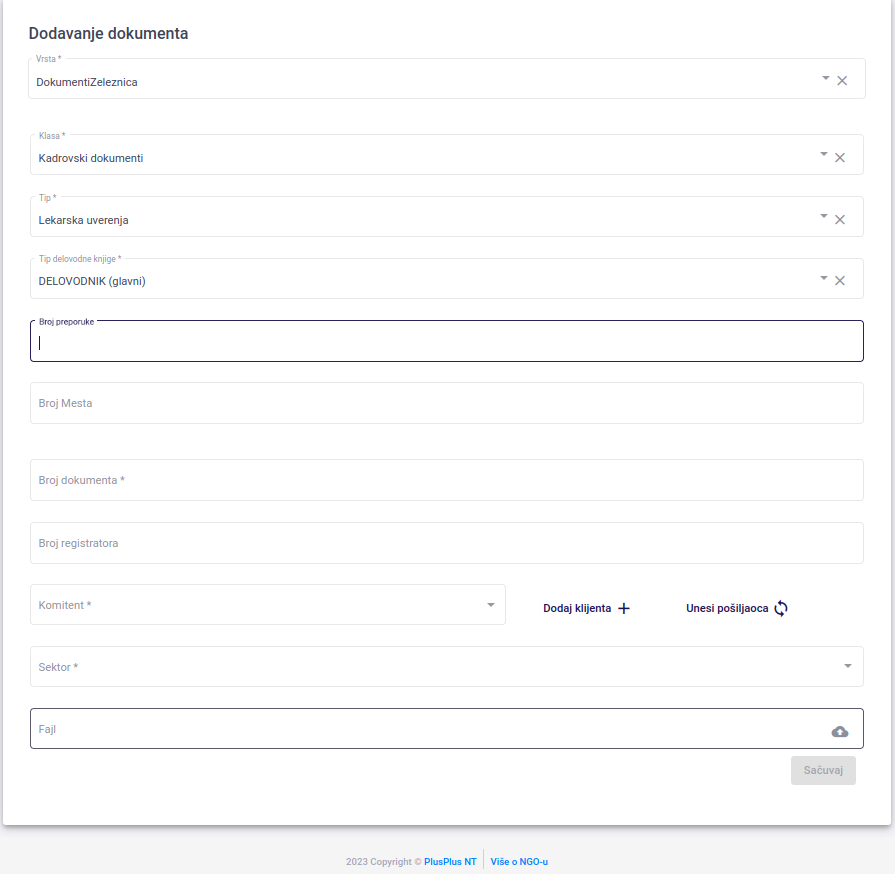 Dodavanje dokumenta
Vrsta *
DokumentiZeleznica
Klasa *
Kadrovski dokumenti
Tip *
Lekarska uverenja
Tip delovodne knjige *
DELOVODNIK (glavni)
Broj preporuke
Broj Mesta
Broj dokumenta *
Broj registratora
Komitent *
Dodaj klijenta
Unesi pošiljaoca
Sektor *
Fajl
Sačuvaj
2023 Copyright © PlusPlus NT Više o NGO-u